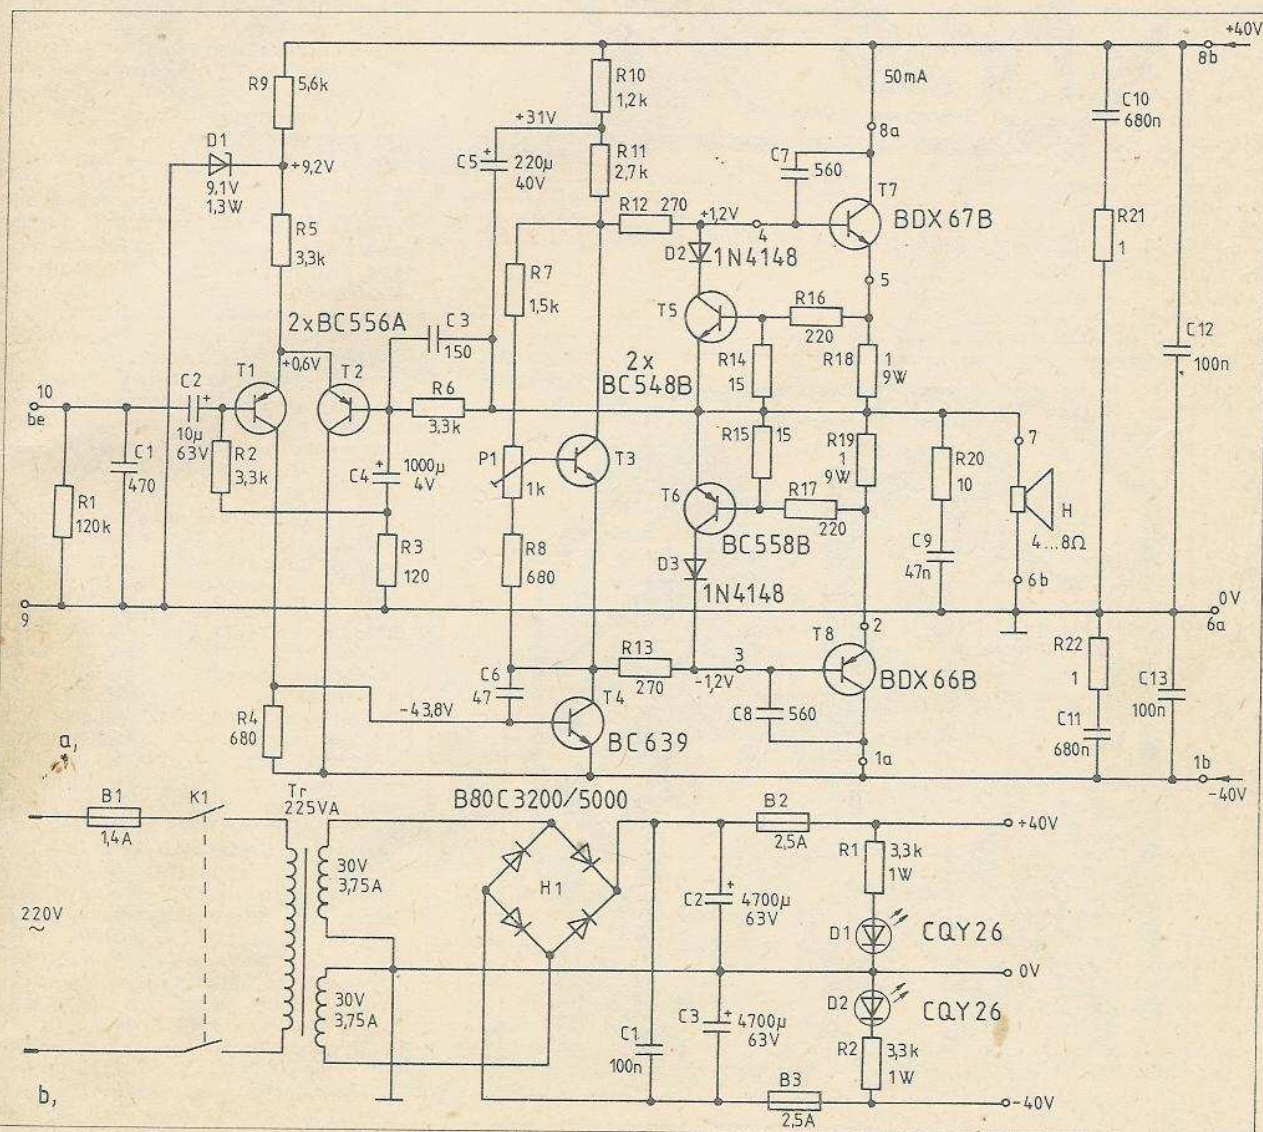 +40V
8b
R9
5,6k
R10
1,2k
50mA
C10
680n
+31V
8a
D1
9,1V
1,3W
+9,2V
C5
220µ
40V
R11
2,7k
C7
560
T7
BDX67B
R12 270
+1,2V
4
R5
3,3k
D2
1N4148
R21
1
R7
1,5k
5
T5
R16
220
2xBC556A
C3
150
C12
100n
+0,6V
2x
BC548B
R14
15
R18
1
9W
10
be
C2
10µ
63V
T1
T2
R6
3,3k
C1
470
R2
3,3k
C4
1000µ
4V
P1
1k
T3
R15
15
R19
1
9W
7
R20
10
T6
R17
220
H
4...8Ω
R1
120k
BC558B
R3
120
R8
680
D3
1N4148
C9
47n
6b
9
0V
6a
2
T8
R13
270
3
-1,2V
BDX66B
R22
1
C13
100n
C6
47
T4
-43,8V
C8
560
R4
680
BC639
C11
680n
1a
1b
-40V
a,
B1
1,4A
K1
Tr
225VA
B80C3200/5000
B2
2,5A
+40V
30V
3,75A
H1
C2
4700µ
63V
R1
3,3k
1W
220V
~
D1
CQY26
0V
30V
3,75A
C1
100n
C3
4700µ
63V
D2
CQY26
R2
3,3k
1W
B3
2,5A
-40V
b,